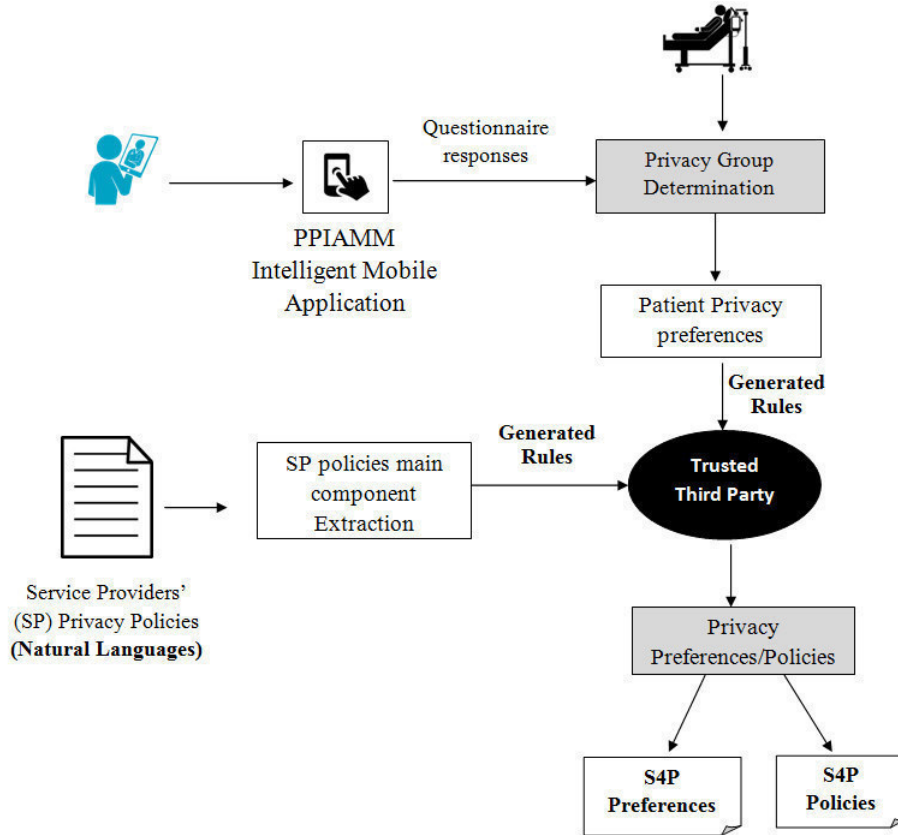 Questionnaire
responses
Privacy Group
Determination
PPIAMM
Intelligent Mobile
Application
Patient Privacy
preferences
Generated
Rules
Generated
Rules
SP policies main
component
Extraction
Trusted
Third Party
Service Providers’
(SP) Privacy Policies
(Natural Languages)
Privacy
Preferences/Policies
S4P
Preferences
S4P
Policies